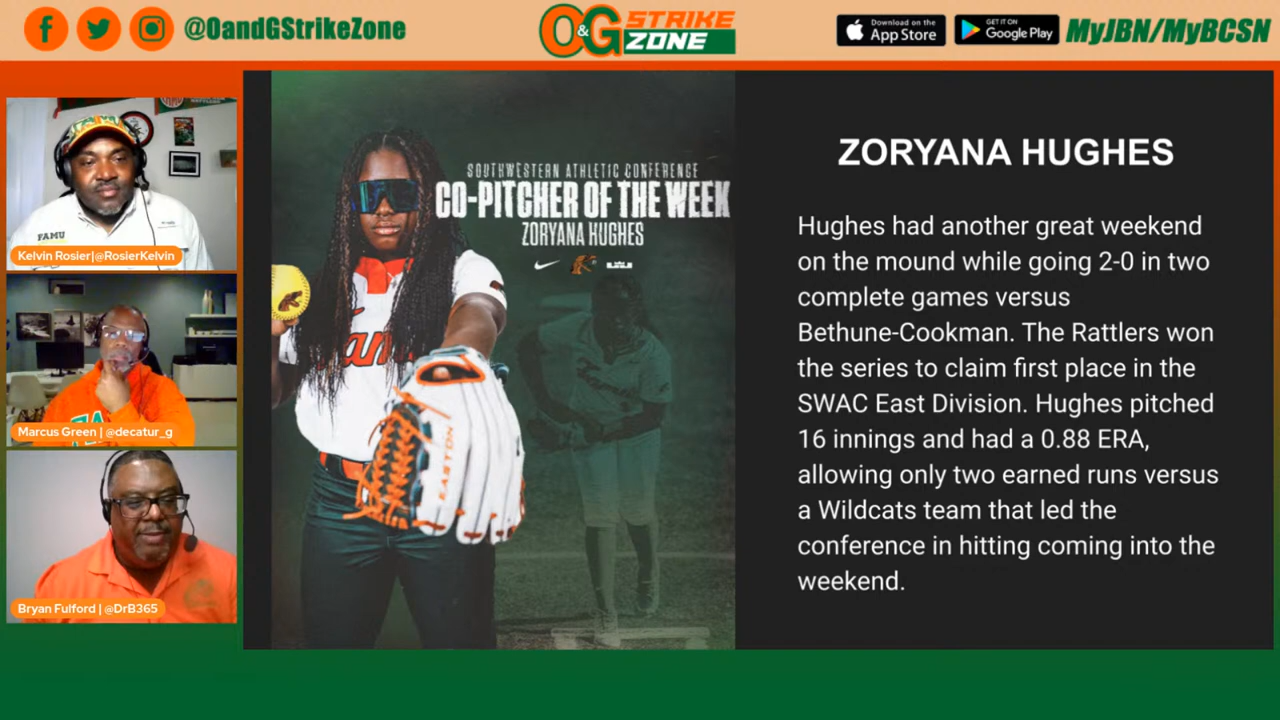 @OandGStrikeZone
O&G STRIKE ZONE
Download on the
App Store
GET IT ON
Google Play
MyJBN/MyBCSN
FAMU
Kelvin Rosier|@RosierKelvin
Marcus Green | @decatur_g
Bryan Fulford | @DrB365
SOUTHWESTERN ATHLETIC CONFERENCE
CO-PITCHER OF THE WEEK
ZORYANA HUGHES
EASTON
ZORYANA HUGHES
Hughes had another great weekend
on the mound while going 2-0 in two
complete games versus
Bethune-Cookman. The Rattlers won
the series to claim first place in the
SWAC East Division. Hughes pitched
16 innings and had a 0.88 ERA,
allowing only two earned runs versus
a Wildcats team that led the
conference in hitting coming into the
weekend.